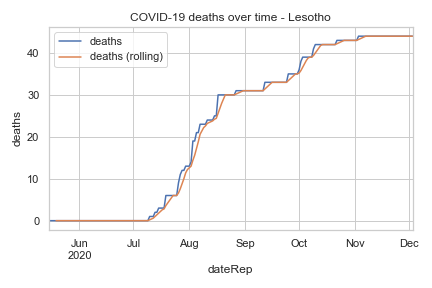 COVID-19 deaths over time - Lesotho
deaths
deaths (rolling)
40
30
20
10
0
deaths
Jun Jul Aug Sep Oct Nov Dec
2020
dateRep